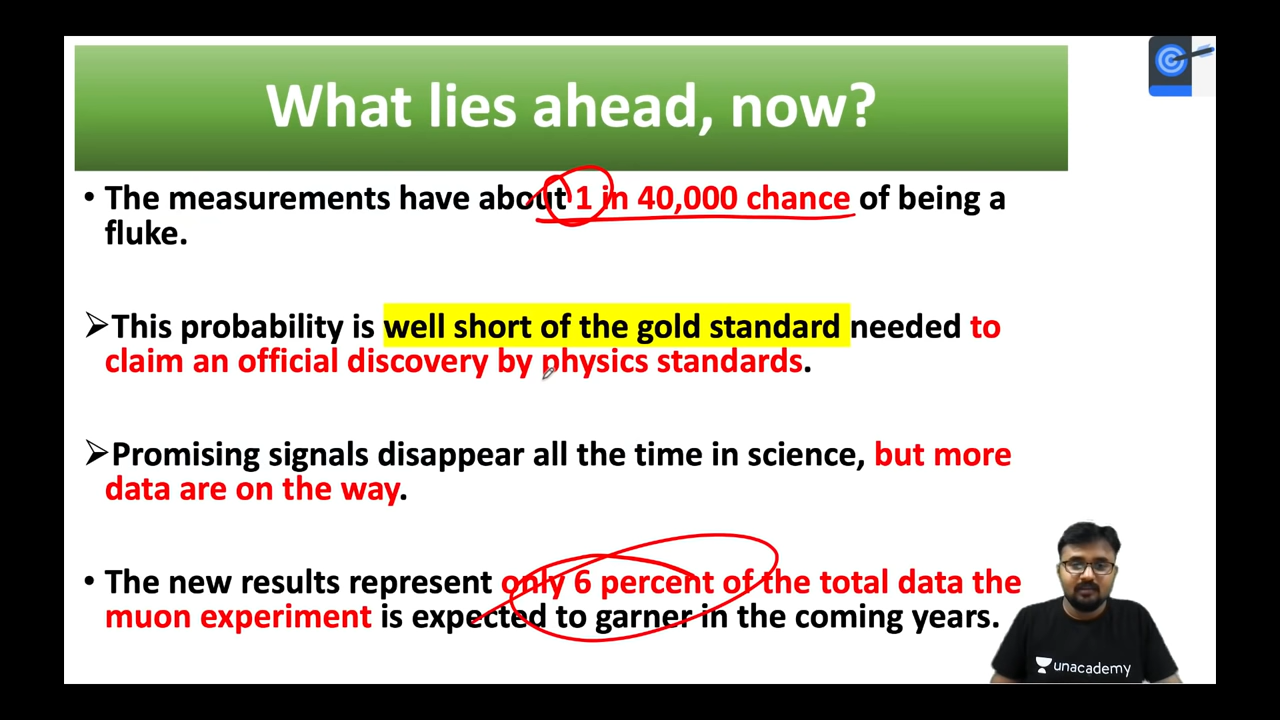 What lies ahead, now?
• The measurements have about 1 in 40,000 chance of being a
fluke.
➢This probability is well short of the gold standard needed to
claim an official discovery by physics standards.
➢Promising signals disappear all the time in science, but more
data are on the way.
• The new results represent only 6 percent of the total data the
muon experiment is expected to garner in the coming years.
unacademy